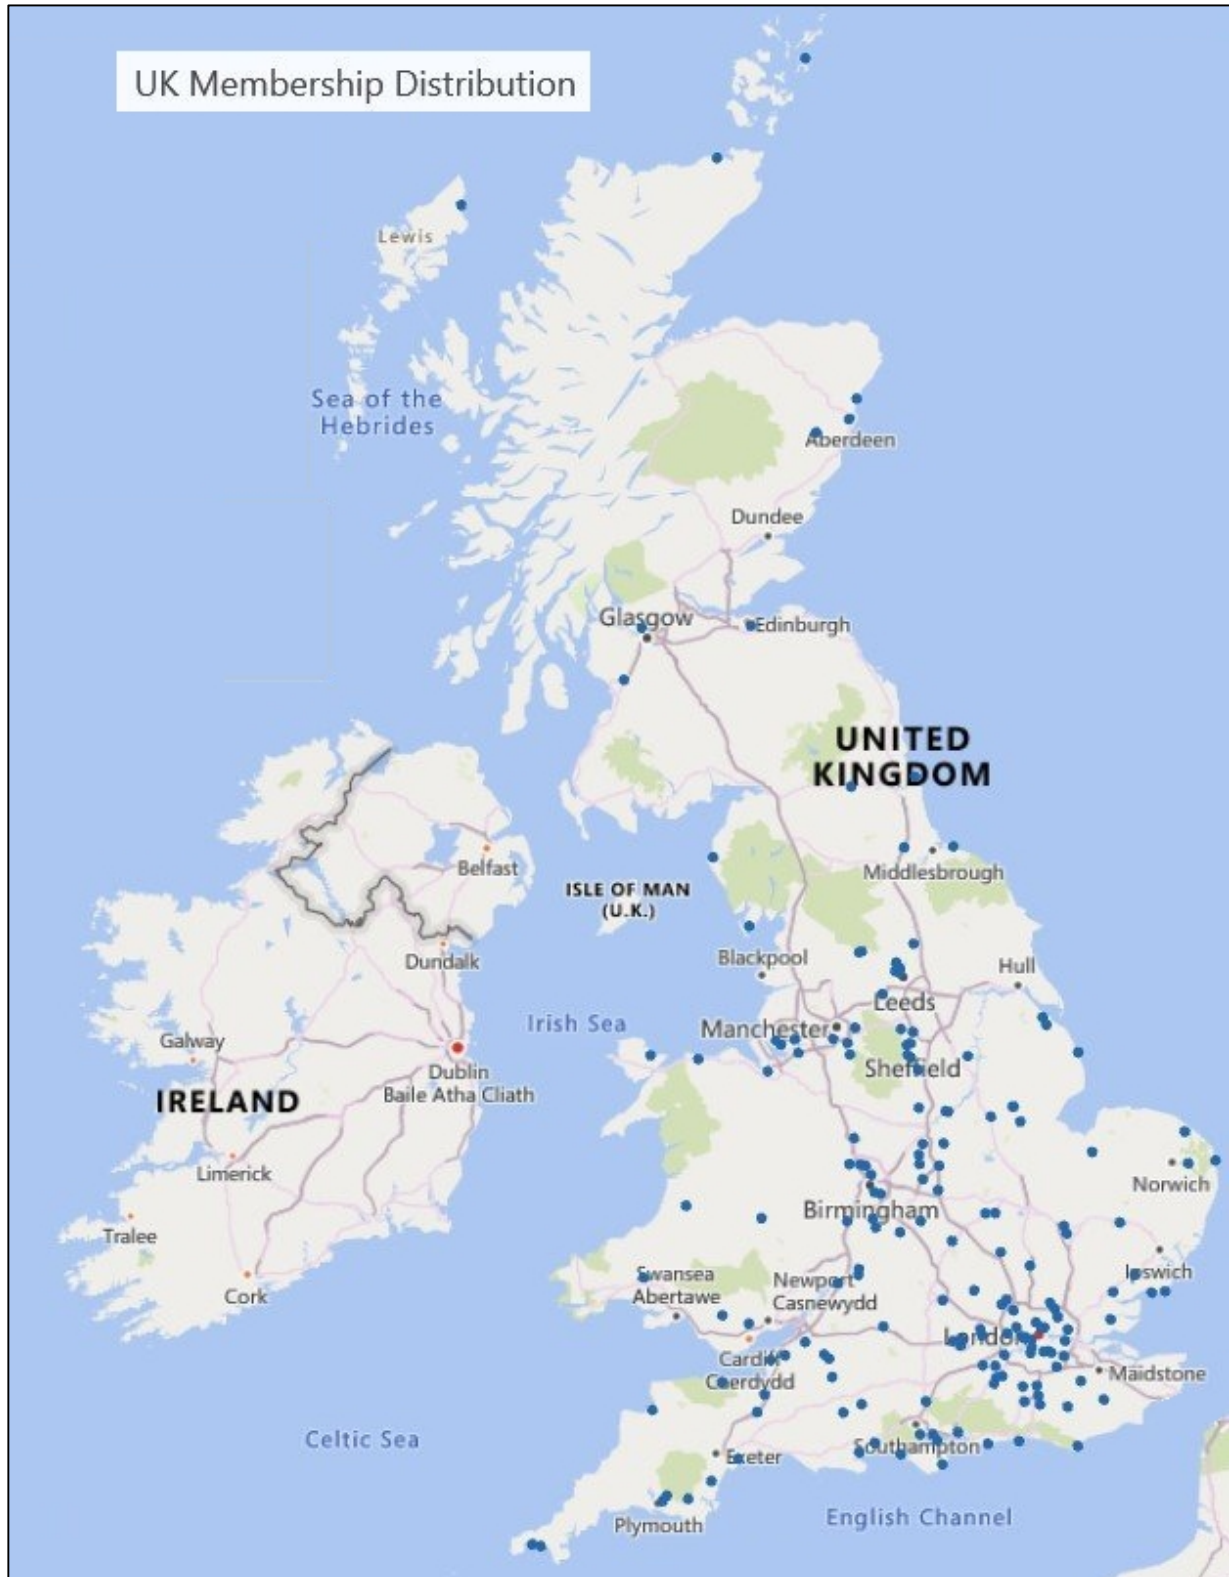 UK Membership Distribution
Lewis
Sea of the
Hebrides
Aberdeen
Dundee
Glasgow
Edinburgh
UNITED
KINGDOM
Belfast
ISLE OF MAN
(U.K.)
Middlesbrough
Dundalk
Blackpool
Hull
Leeds
Irish Sea
Manchester
Galway
Dublin
Baile Atha Cliath
Sheffield
IRELAND
Limerick
Norwich
Birmingham
Tralee
Cork
Swansea
Abertawe
Newport
Casnewydd
Ipswich
London
Cardiff
Caerdydd
Maidstone
Celtic Sea
Exeter
Southampton
Plymouth
English Channel